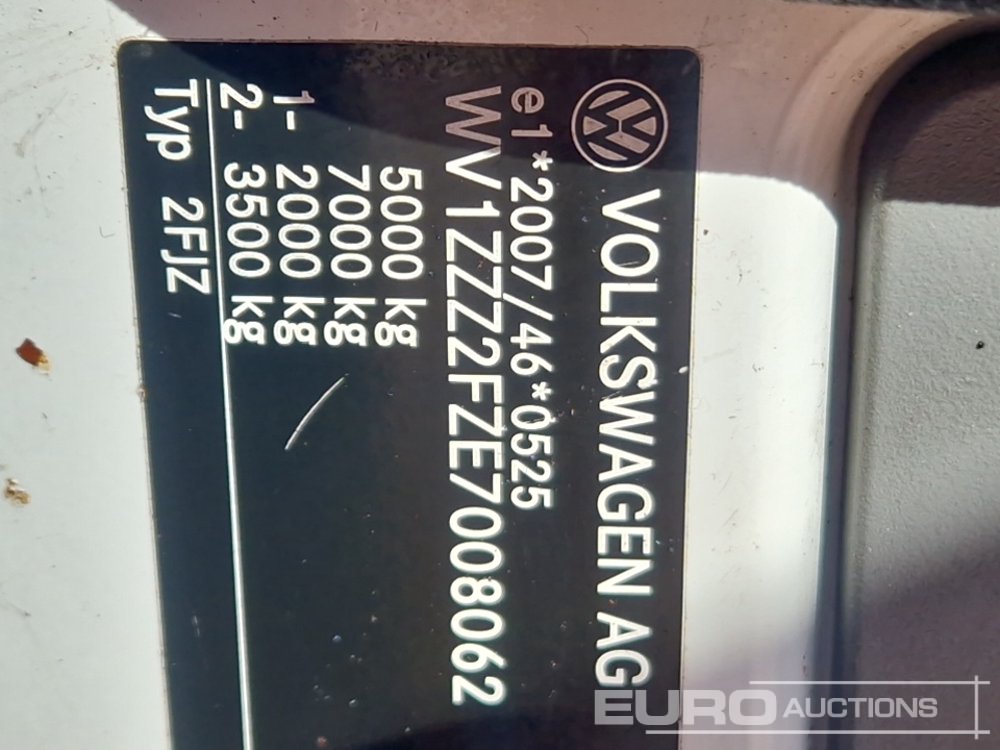 VOLKSWAGEN AG
e1*2007/46*0525
WV1ZZZ2FZE7008062
5000 kg
7000 kg
1- 2000 kg
2- 3500 kg
Typ 2FJZ
EURO AUCTIONS